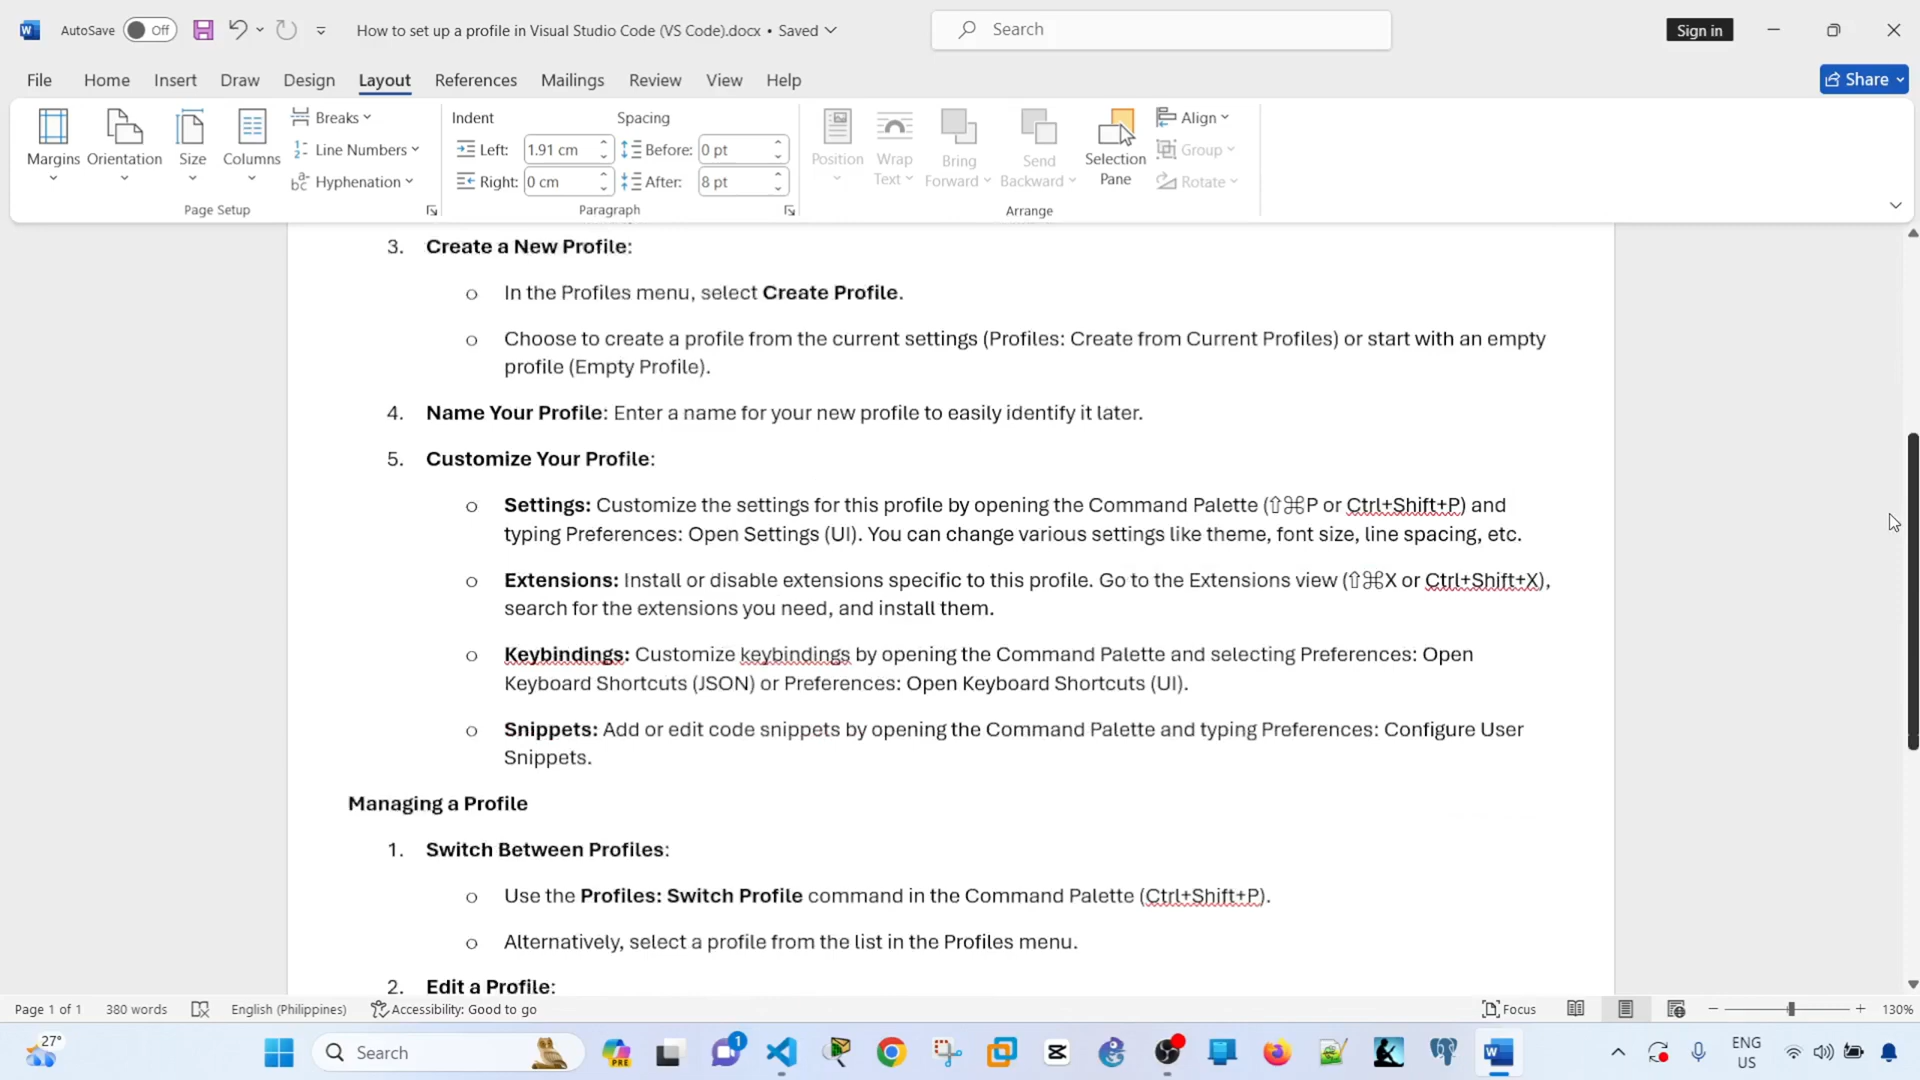 AutoSave Off How to set up a profile in Visual Studio Code (VS Code).docx • Saved Search Sign in
File Home Insert Draw Design Layout References Mailings Review View Help Share
Margins Orientation Size Columns Breaks Line Numbers Hyphenation
Page Setup
Indent Spacing
Left: 1.91 cm Before: 0 pt
Right: 0 cm After: 8 pt
Paragraph
Position Wrap Text Bring Forward Send Backward Selection Pane Align Group Rotate
Arrange
3. Create a New Profile:
o In the Profiles menu, select Create Profile.
o Choose to create a profile from the current settings (Profiles: Create from Current Profiles) or start with an empty
profile (Empty Profile).
4. Name Your Profile: Enter a name for your new profile to easily identify it later.
5. Customize Your Profile:
o Settings: Customize the settings for this profile by opening the Command Palette (⇧⌘P or Ctrl+Shift+P) and
typing Preferences: Open Settings (UI). You can change various settings like theme, font size, line spacing, etc.
o Extensions: Install or disable extensions specific to this profile. Go to the Extensions view (⇧⌘X or Ctrl+Shift+X),
search for the extensions you need, and install them.
o Keybindings: Customize keybindings by opening the Command Palette and selecting Preferences: Open
Keyboard Shortcuts (JSON) or Preferences: Open Keyboard Shortcuts (UI).
o Snippets: Add or edit code snippets by opening the Command Palette and typing Preferences: Configure User
Snippets.
Managing a Profile
1. Switch Between Profiles:
o Use the Profiles: Switch Profile command in the Command Palette (Ctrl+Shift+P).
o Alternatively, select a profile from the list in the Profiles menu.
2. Edit a Profile:
Page 1 of 1 380 words English (Philippines) Accessibility: Good to go Focus 130%
27° Search PRE 1 ENG
US